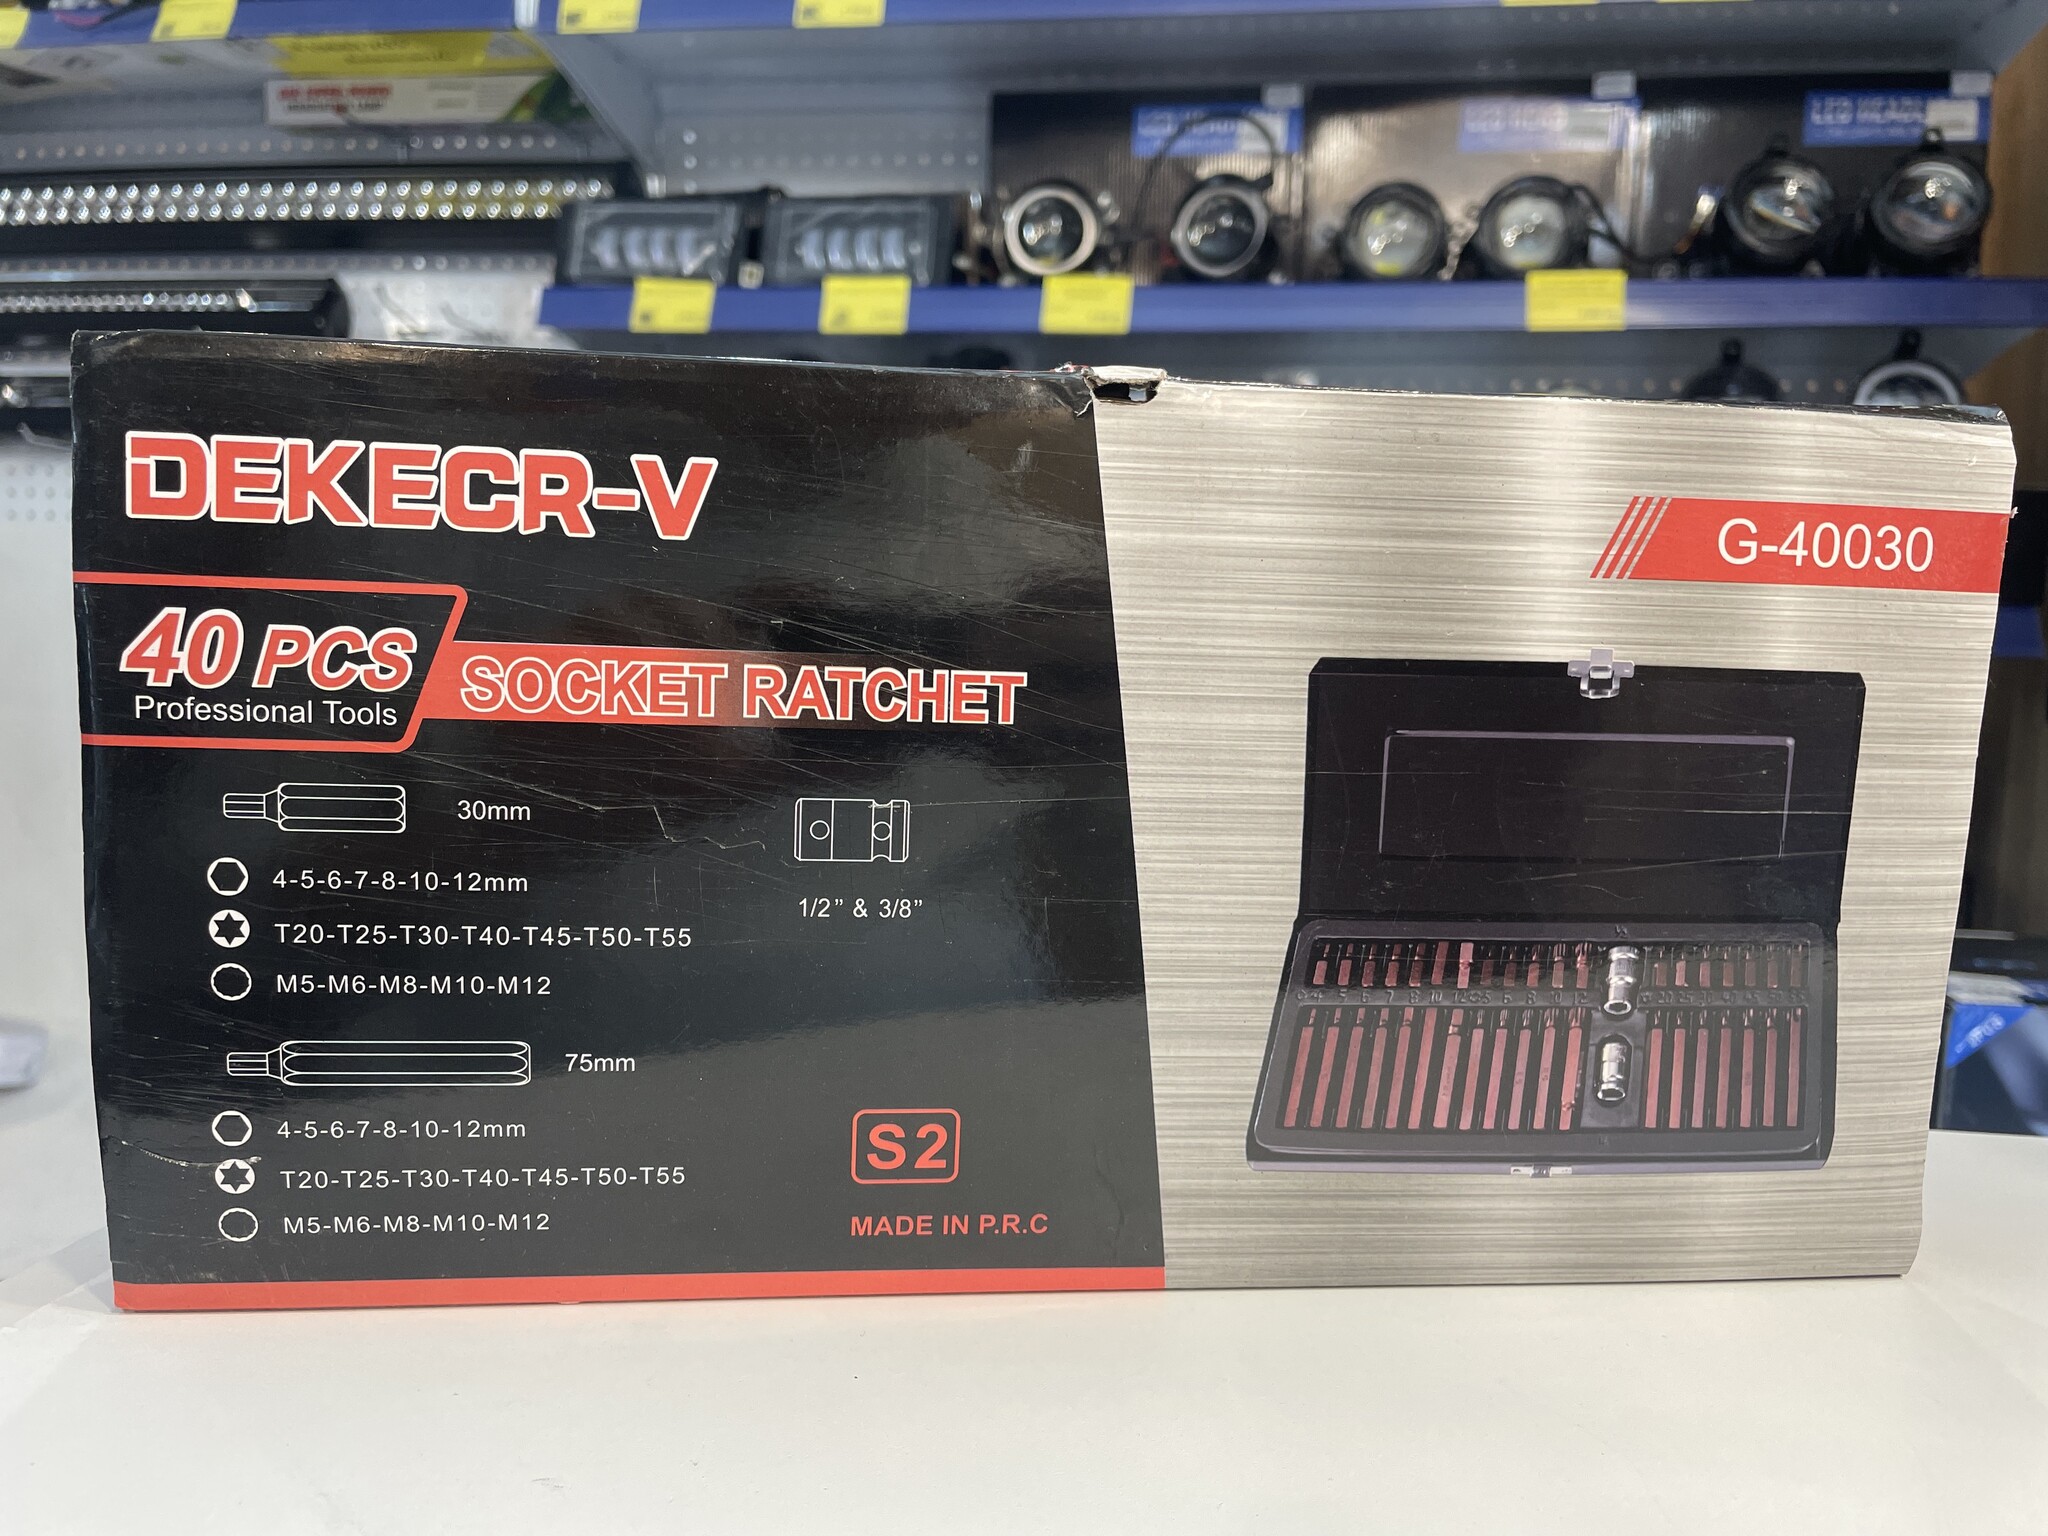 DEKECR-V
40 PCS
Professional Tools
SOCKET RATCHET
30mm
4-5-6-7-8-10-12mm
T20-T25-T30-T40-T45-T50-T55
M5-M6-M8-M10-M12
1/2" & 3/8"
75mm
4-5-6-7-8-10-12mm
T20-T25-T30-T40-T45-T50-T55
M5-M6-M8-M10-M12
S2
MADE IN P.R.C
G-40030